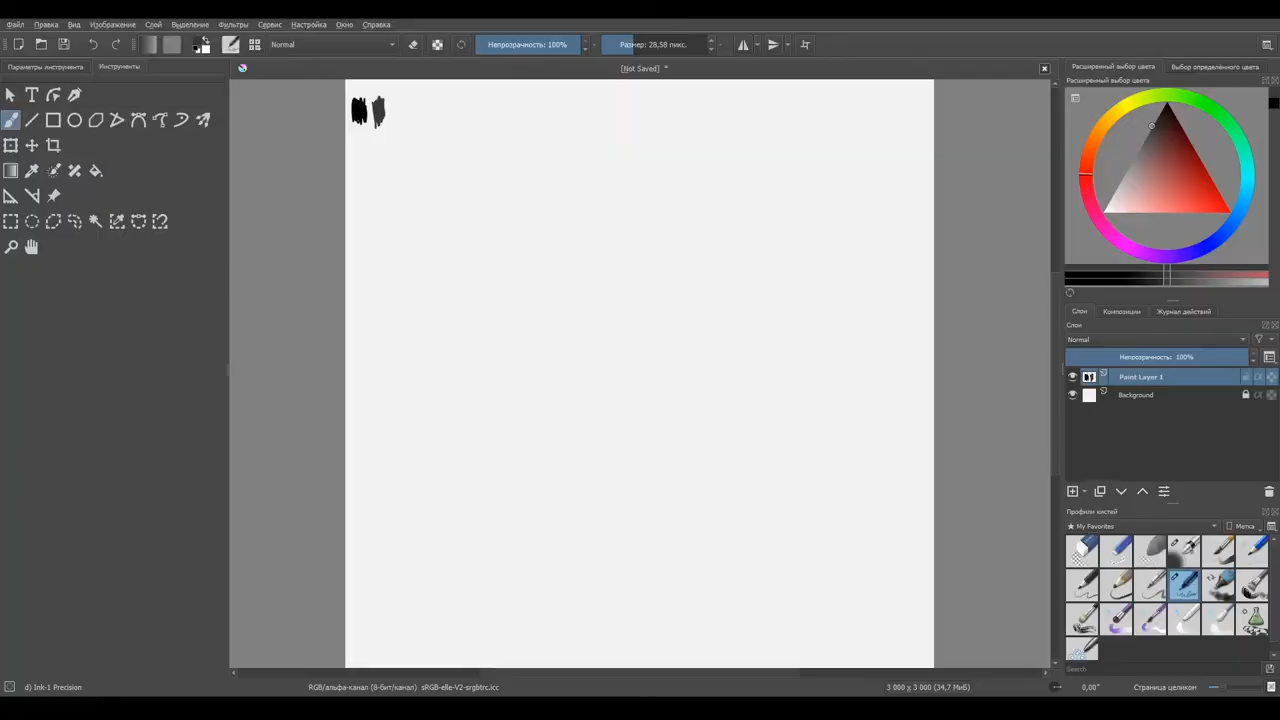 Файл Правка Вид Изображение Слой Выделение Фильтры Сервис Настройка Окно Справка
Normal Непрозрачность: 100% Размер: 28,58 пикс.
Параметры инструмента Инструменты [Not Saved] * Расширенный выбор цвета Выбор определённого цвета
Расширенный выбор цвета
Слои Композиции Журнал действий
Слои
Normal
Непрозрачность: 100%
Paint Layer 1
Background
Профили кистей
★ My Favorites Метка
Search
d) Ink-1 Precision RGB/альфа-канал (8-бит/канал) sRGB-elle-V2-srgbtrc.icc 3 000 x 3 000 (34,7 МиБ) 0,00° Страница целиком